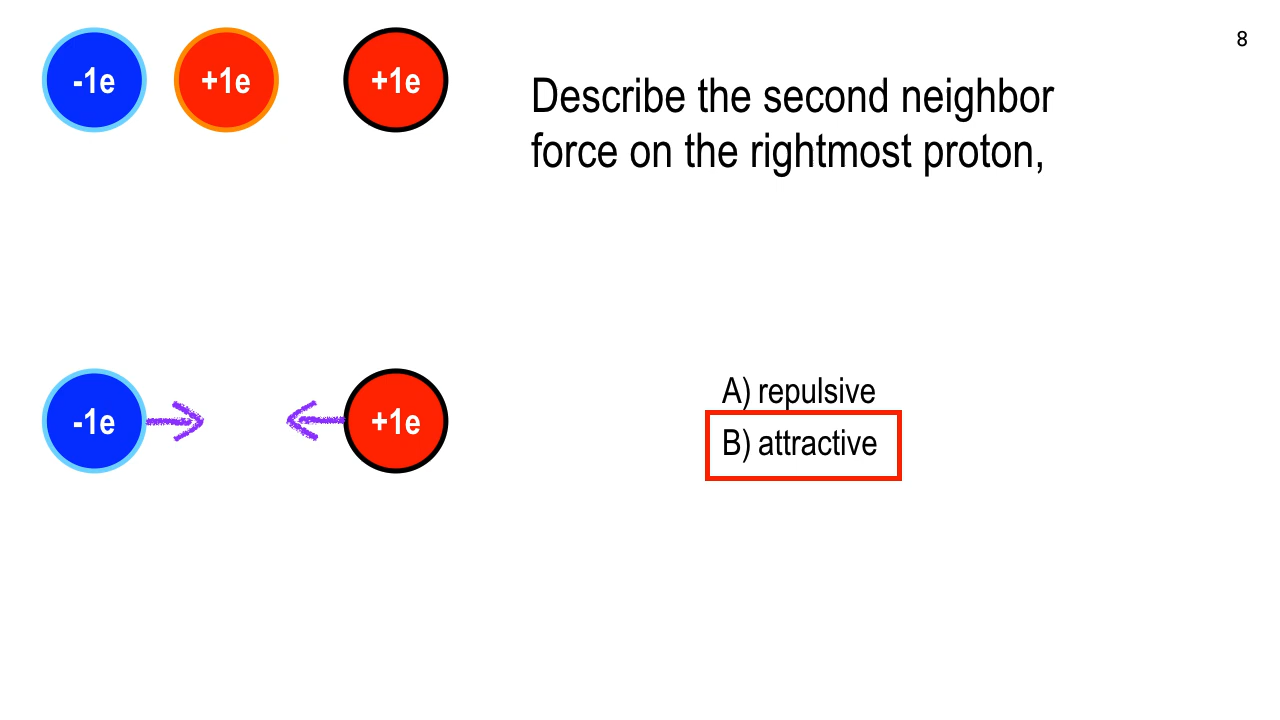 8
-1e +1e +1e
Describe the second neighbor
force on the rightmost proton,
-1e +1e
A) repulsive
B) attractive